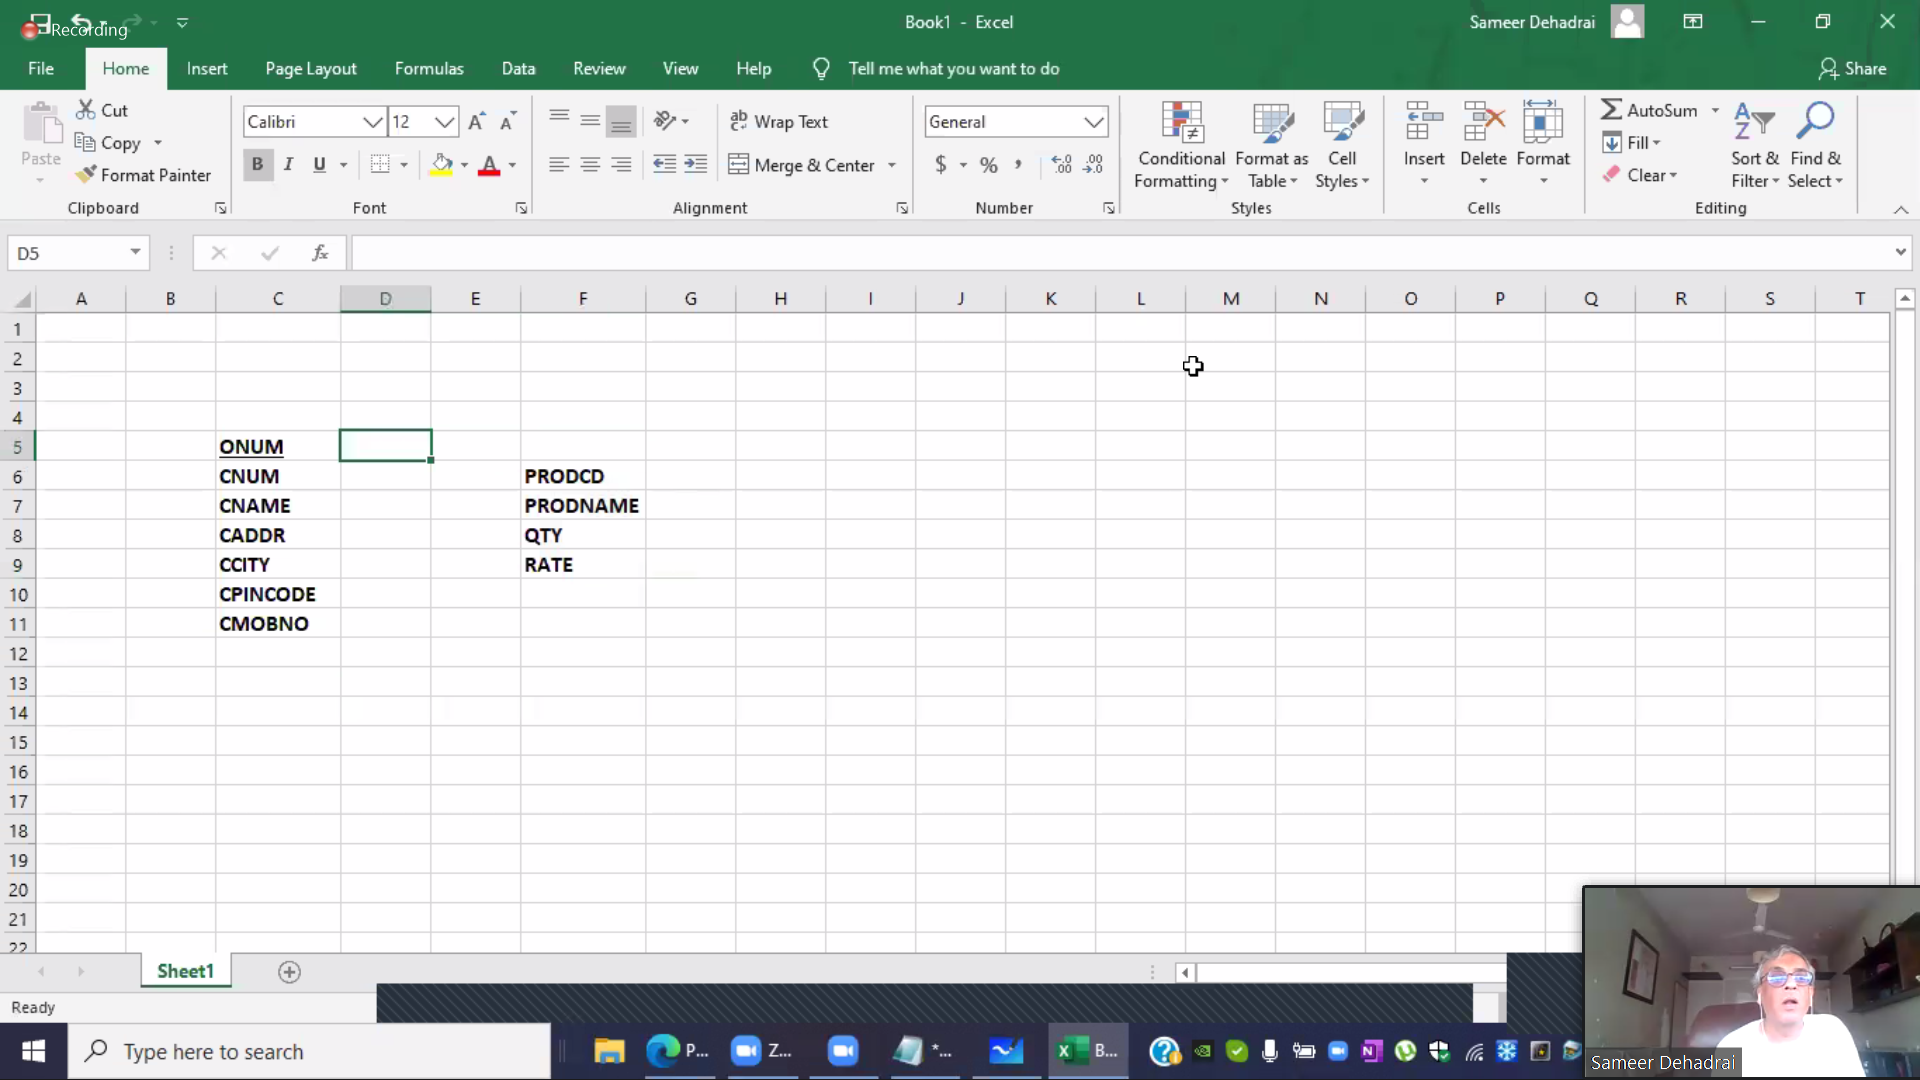 Recording
Book1 - Excel
Sameer Dehadrai
File Home Insert Page Layout Formulas Data Review View Help Tell me what you want to do Share
Paste
Cut
Copy
Format Painter
Clipboard
Calibri 12
B I U
Font
Wrap Text
Merge & Center
Alignment
General
$ %
Number
Conditional Formatting
Format as Table
Cell Styles
Styles
Insert Delete Format
Cells
AutoSum
Fill
Clear
Sort & Filter
Find & Select
Editing
D5 fx
A B C D E F G H I J K L M N O P Q R S T
1
2
3
4
5 ONUM
6 CNUM PRODCD
7 CNAME PRODNAME
8 CADDR QTY
9 CCITY RATE
10 CPINCODE
11 CMOBNO
12
13
14
15
16
17
18
19
20
21
22
Sheet1
Ready
Type here to search
P...
Z...
*...
B...
Sameer Dehadrai